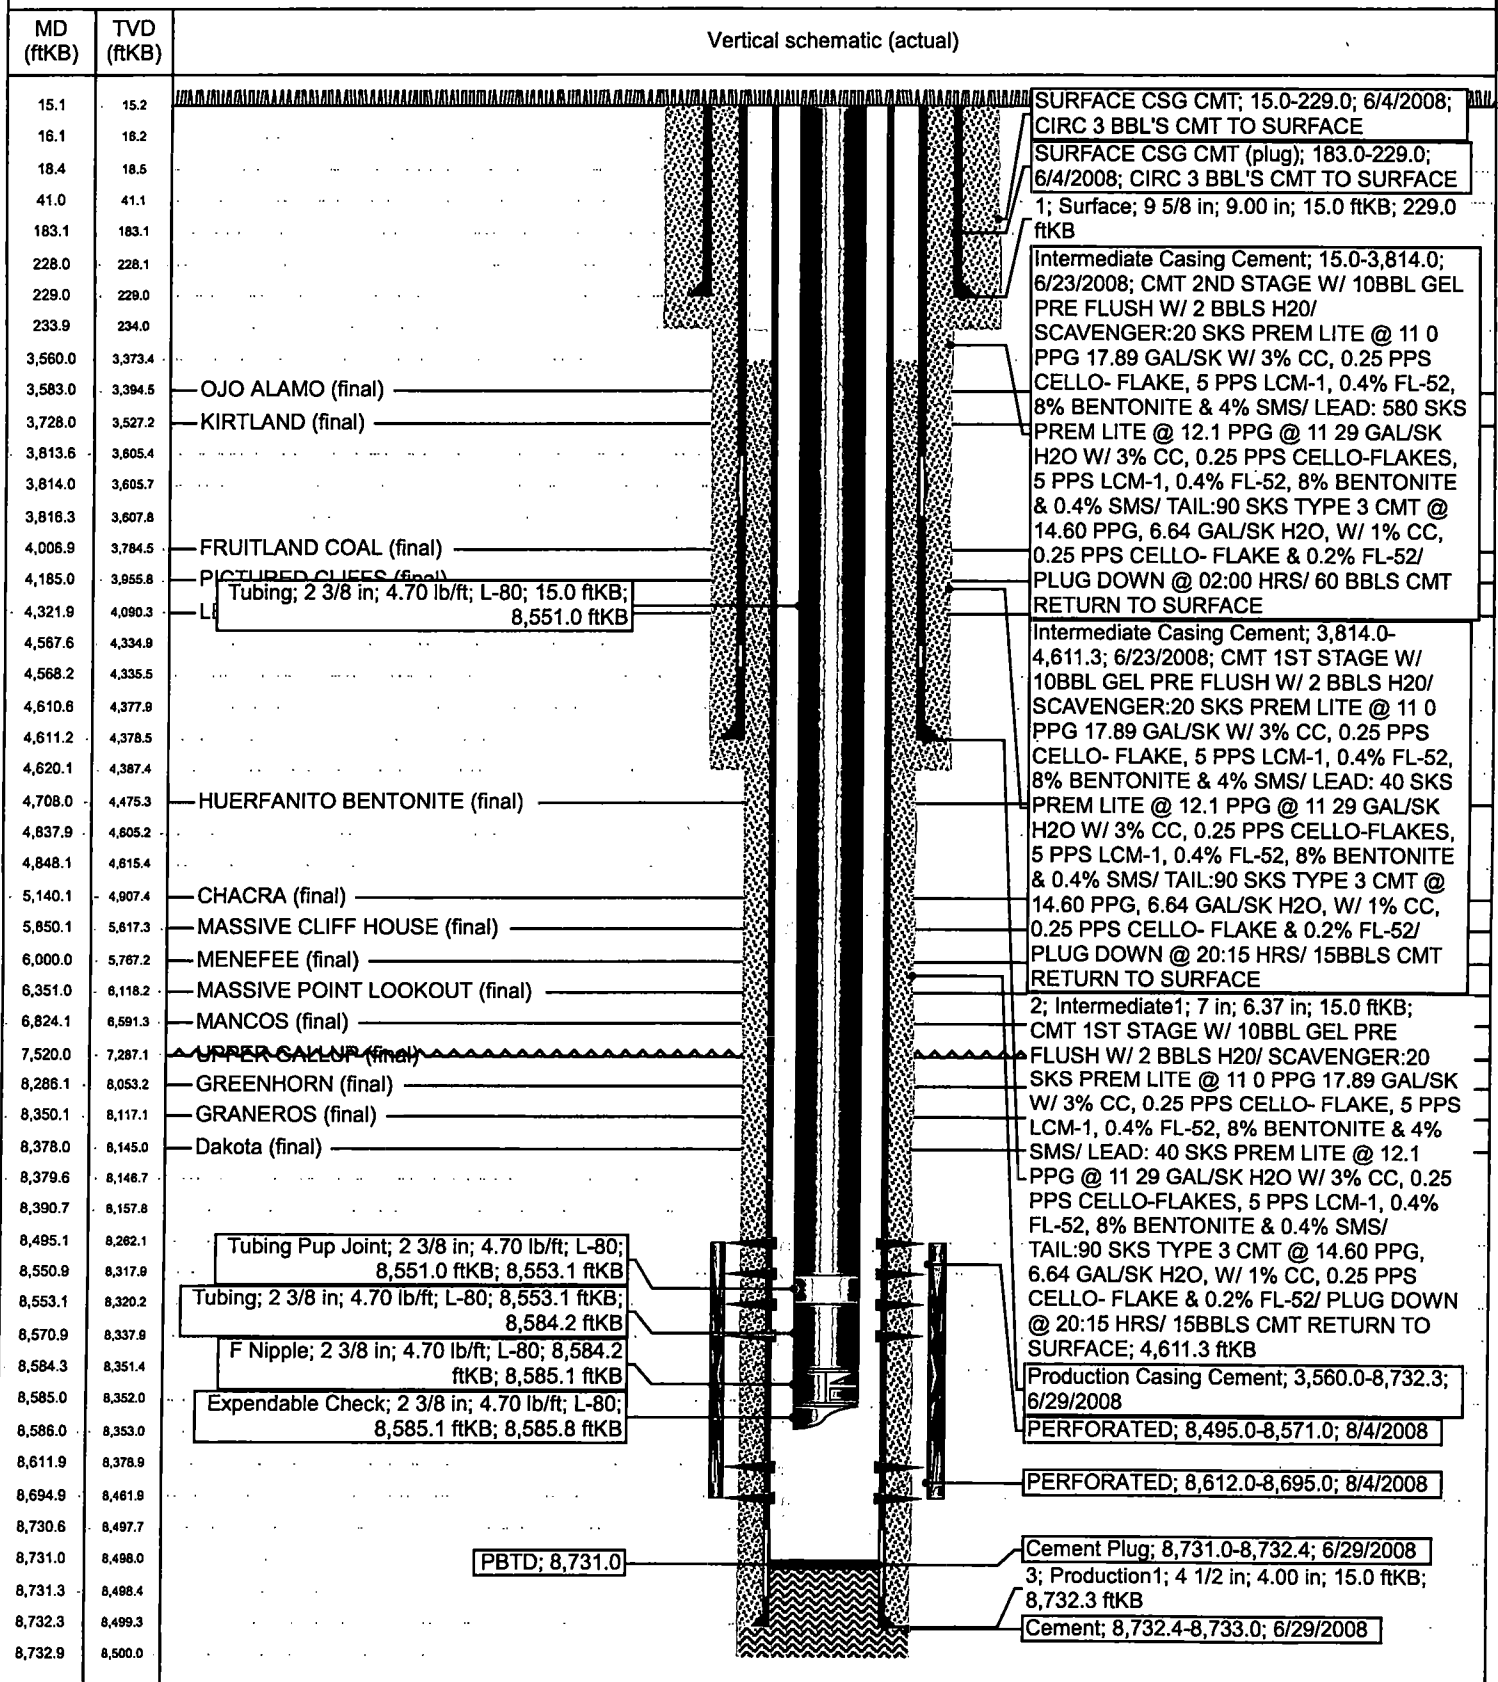 MD (ftKB)
TVD (ftKB)
Vertical schematic (actual)
15.1 15.2
16.1 16.2
18.4 18.5
41.0 41.1
183.1 183.1
228.0 228.1
229.0 229.0
233.9 234.0
3,560.0 3,373.4
3,583.0 3,394.5 OJO ALAMO (final)
3,728.0 3,527.2 KIRTLAND (final)
3,813.6 3,605.4
3,814.0 3,605.7
3,816.3 3,607.8
4,006.9 3,784.5 FRUITLAND COAL (final)
4,185.0 3,955.8 PICTURED CLIFFS (final)
4,321.9 4,090.3
4,567.6 4,334.9
4,568.2 4,335.5
4,610.6 4,377.9
4,611.2 4,378.5
4,620.1 4,387.4
4,708.0 4,475.3 HUERFANITO BENTONITE (final)
4,837.9 4,605.2
4,848.1 4,615.4
5,140.1 4,907.4 CHACRA (final)
5,850.1 5,617.3 MASSIVE CLIFF HOUSE (final)
6,000.0 5,767.2 MENEFEE (final)
6,351.0 6,118.2 MASSIVE POINT LOOKOUT (final)
6,824.1 6,591.3 MANCOS (final)
7,520.0 7,287.1 UPPER GALLUP (final)
8,286.1 8,053.2 GREENHORN (final)
8,350.1 8,117.1 GRANEROS (final)
8,378.0 8,145.0 Dakota (final)
8,379.6 8,146.7
8,390.7 8,157.8
8,495.1 8,262.1
8,550.9 8,317.9
8,553.1 8,320.2
8,570.9 8,337.9
8,584.3 8,351.4
8,585.0 8,352.0
8,586.0 8,353.0
8,611.9 8,378.9
8,694.9 8,461.9
8,730.6 8,497.7
8,731.0 8,498.0
8,731.3 8,498.4
8,732.3 8,499.3
8,732.9 8,500.0
Tubing; 2 3/8 in; 4.70 lb/ft; L-80; 15.0 ftKB;
8,551.0 ftKB
Tubing Pup Joint; 2 3/8 in; 4.70 lb/ft; L-80;
8,551.0 ftKB; 8,553.1 ftKB
Tubing; 2 3/8 in; 4.70 lb/ft; L-80; 8,553.1 ftKB;
8,584.2 ftKB
F Nipple; 2 3/8 in; 4.70 lb/ft; L-80; 8,584.2
ftKB; 8,585.1 ftKB
Expendable Check; 2 3/8 in; 4.70 lb/ft; L-80;
8,585.1 ftKB; 8,585.8 ftKB
PBTD; 8,731.0
SURFACE CSG CMT; 15.0-229.0; 6/4/2008;
CIRC 3 BBL'S CMT TO SURFACE
SURFACE CSG CMT (plug); 183.0-229.0;
6/4/2008; CIRC 3 BBL'S CMT TO SURFACE
1; Surface; 9 5/8 in; 9.00 in; 15.0 ftKB; 229.0
ftKB
Intermediate Casing Cement; 15.0-3,814.0;
6/23/2008; CMT 2ND STAGE W/ 10BBL GEL
PRE FLUSH W/ 2 BBLS H20/
SCAVENGER:20 SKS PREM LITE @ 11 0
PPG 17.89 GAL/SK W/ 3% CC, 0.25 PPS
CELLO- FLAKE, 5 PPS LCM-1, 0.4% FL-52,
8% BENTONITE & 4% SMS/ LEAD: 580 SKS
PREM LITE @ 12.1 PPG @ 11 29 GAL/SK
H2O W/ 3% CC, 0.25 PPS CELLO-FLAKES,
5 PPS LCM-1, 0.4% FL-52, 8% BENTONITE
& 0.4% SMS/ TAIL:90 SKS TYPE 3 CMT @
14.60 PPG, 6.64 GAL/SK H2O, W/ 1% CC,
0.25 PPS CELLO- FLAKE & 0.2% FL-52/
PLUG DOWN @ 02:00 HRS/ 60 BBLS CMT
RETURN TO SURFACE
Intermediate Casing Cement; 3,814.0-
4,611.3; 6/23/2008; CMT 1ST STAGE W/
10BBL GEL PRE FLUSH W/ 2 BBLS H20/
SCAVENGER:20 SKS PREM LITE @ 11 0
PPG 17.89 GAL/SK W/ 3% CC, 0.25 PPS
CELLO- FLAKE, 5 PPS LCM-1, 0.4% FL-52,
8% BENTONITE & 4% SMS/ LEAD: 40 SKS
PREM LITE @ 12.1 PPG @ 11 29 GAL/SK
H2O W/ 3% CC, 0.25 PPS CELLO-FLAKES,
5 PPS LCM-1, 0.4% FL-52, 8% BENTONITE
& 0.4% SMS/ TAIL:90 SKS TYPE 3 CMT @
14.60 PPG, 6.64 GAL/SK H2O, W/ 1% CC,
0.25 PPS CELLO- FLAKE & 0.2% FL-52/
PLUG DOWN @ 20:15 HRS/ 15BBLS CMT
RETURN TO SURFACE
2; Intermediate1; 7 in; 6.37 in; 15.0 ftKB;
CMT 1ST STAGE W/ 10BBL GEL PRE
FLUSH W/ 2 BBLS H20/ SCAVENGER:20
SKS PREM LITE @ 11 0 PPG 17.89 GAL/SK
W/ 3% CC, 0.25 PPS CELLO- FLAKE, 5 PPS
LCM-1, 0.4% FL-52, 8% BENTONITE & 4%
SMS/ LEAD: 40 SKS PREM LITE @ 12.1
PPG @ 11 29 GAL/SK H2O W/ 3% CC, 0.25
PPS CELLO-FLAKES, 5 PPS LCM-1, 0.4%
FL-52, 8% BENTONITE & 0.4% SMS/
TAIL:90 SKS TYPE 3 CMT @ 14.60 PPG,
6.64 GAL/SK H2O, W/ 1% CC, 0.25 PPS
CELLO- FLAKE & 0.2% FL-52/ PLUG DOWN
@ 20:15 HRS/ 15BBLS CMT RETURN TO
SURFACE; 4,611.3 ftKB
Production Casing Cement; 3,560.0-8,732.3;
6/29/2008
PERFORATED; 8,495.0-8,571.0; 8/4/2008
PERFORATED; 8,612.0-8,695.0; 8/4/2008
Cement Plug; 8,731.0-8,732.4; 6/29/2008
3; Production1; 4 1/2 in; 4.00 in; 15.0 ftKB;
8,732.3 ftKB
Cement; 8,732.4-8,733.0; 6/29/2008